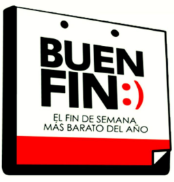 BUEN
FIN:)
EL FIN DE SEMANA
MÁS BARATO DEL AÑO